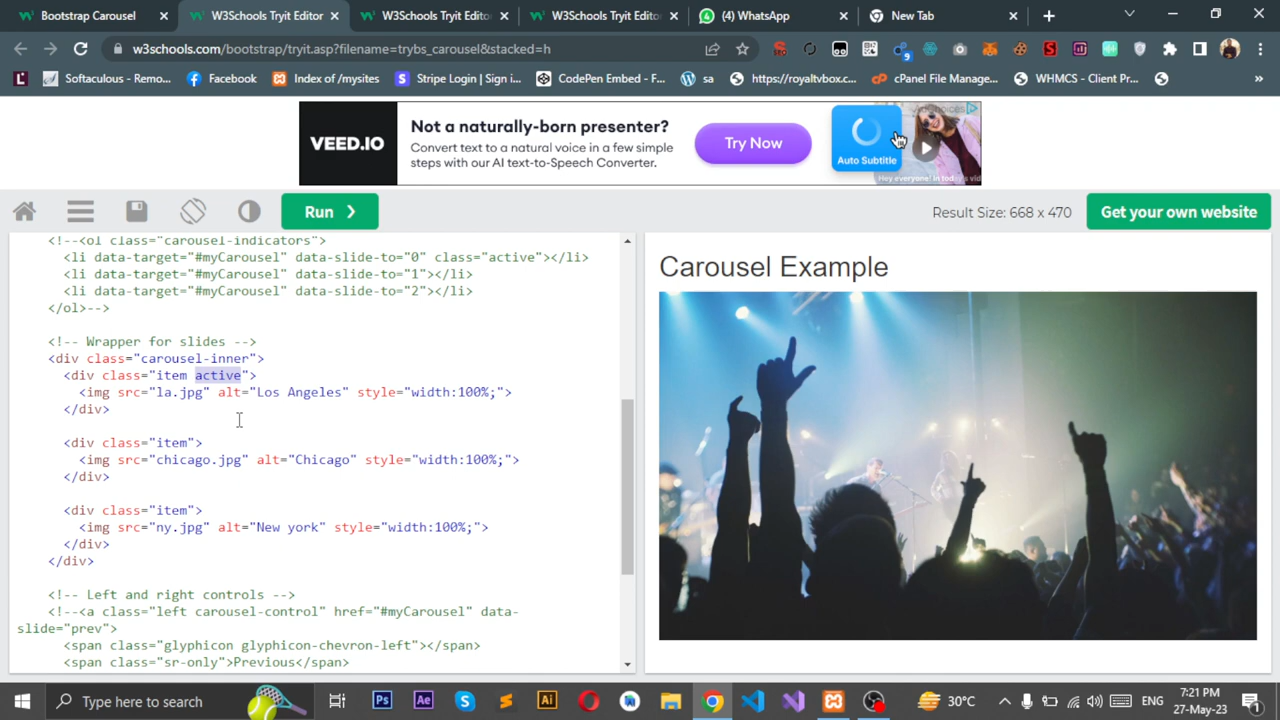 Bootstrap Carousel
W3Schools Tryit Editor
W3Schools Tryit Edito
W3Schools Tryit Edito
(4) WhatsApp
New Tab
w3schools.com/bootstrap/tryit.asp?filename=trybs_carousel&stacked=h
Softaculous - Remo...
Facebook
Index of /mysites
Stripe Login | Sign i...
CodePen Embed - F...
sa
https://royaltvbox.c...
cPanel File Manage...
WHMCS - Client Pr...
»
VEED.IO
Not a naturally-born presenter?
Convert text to a natural voice in a few simple
steps with our AI text-to-Speech Converter.
Try Now
Auto Subtitle
Run ❯
Result Size: 668 x 470
Get your own website
<!--<ol class="carousel-indicators">
<li data-target="#myCarousel" data-slide-to="0" class="active"></li>
<li data-target="#myCarousel" data-slide-to="1"></li>
<li data-target="#myCarousel" data-slide-to="2"></li>
</ol>-->
<!-- Wrapper for slides -->
<div class="carousel-inner">
<div class="item active">
<img src="la.jpg" alt="Los Angeles" style="width:100%;">
</div>
<div class="item">
<img src="chicago.jpg" alt="Chicago" style="width:100%;">
</div>
<div class="item">
<img src="ny.jpg" alt="New york" style="width:100%;">
</div>
</div>
<!-- Left and right controls -->
<!--<a class="left carousel-control" href="#myCarousel" data-
slide="prev">
<span class="glyphicon glyphicon-chevron-left"></span>
<span class="sr-only">Previous</span>
Carousel Example
Type here to search
30°C
ENG
7:21 PM
27-May-23